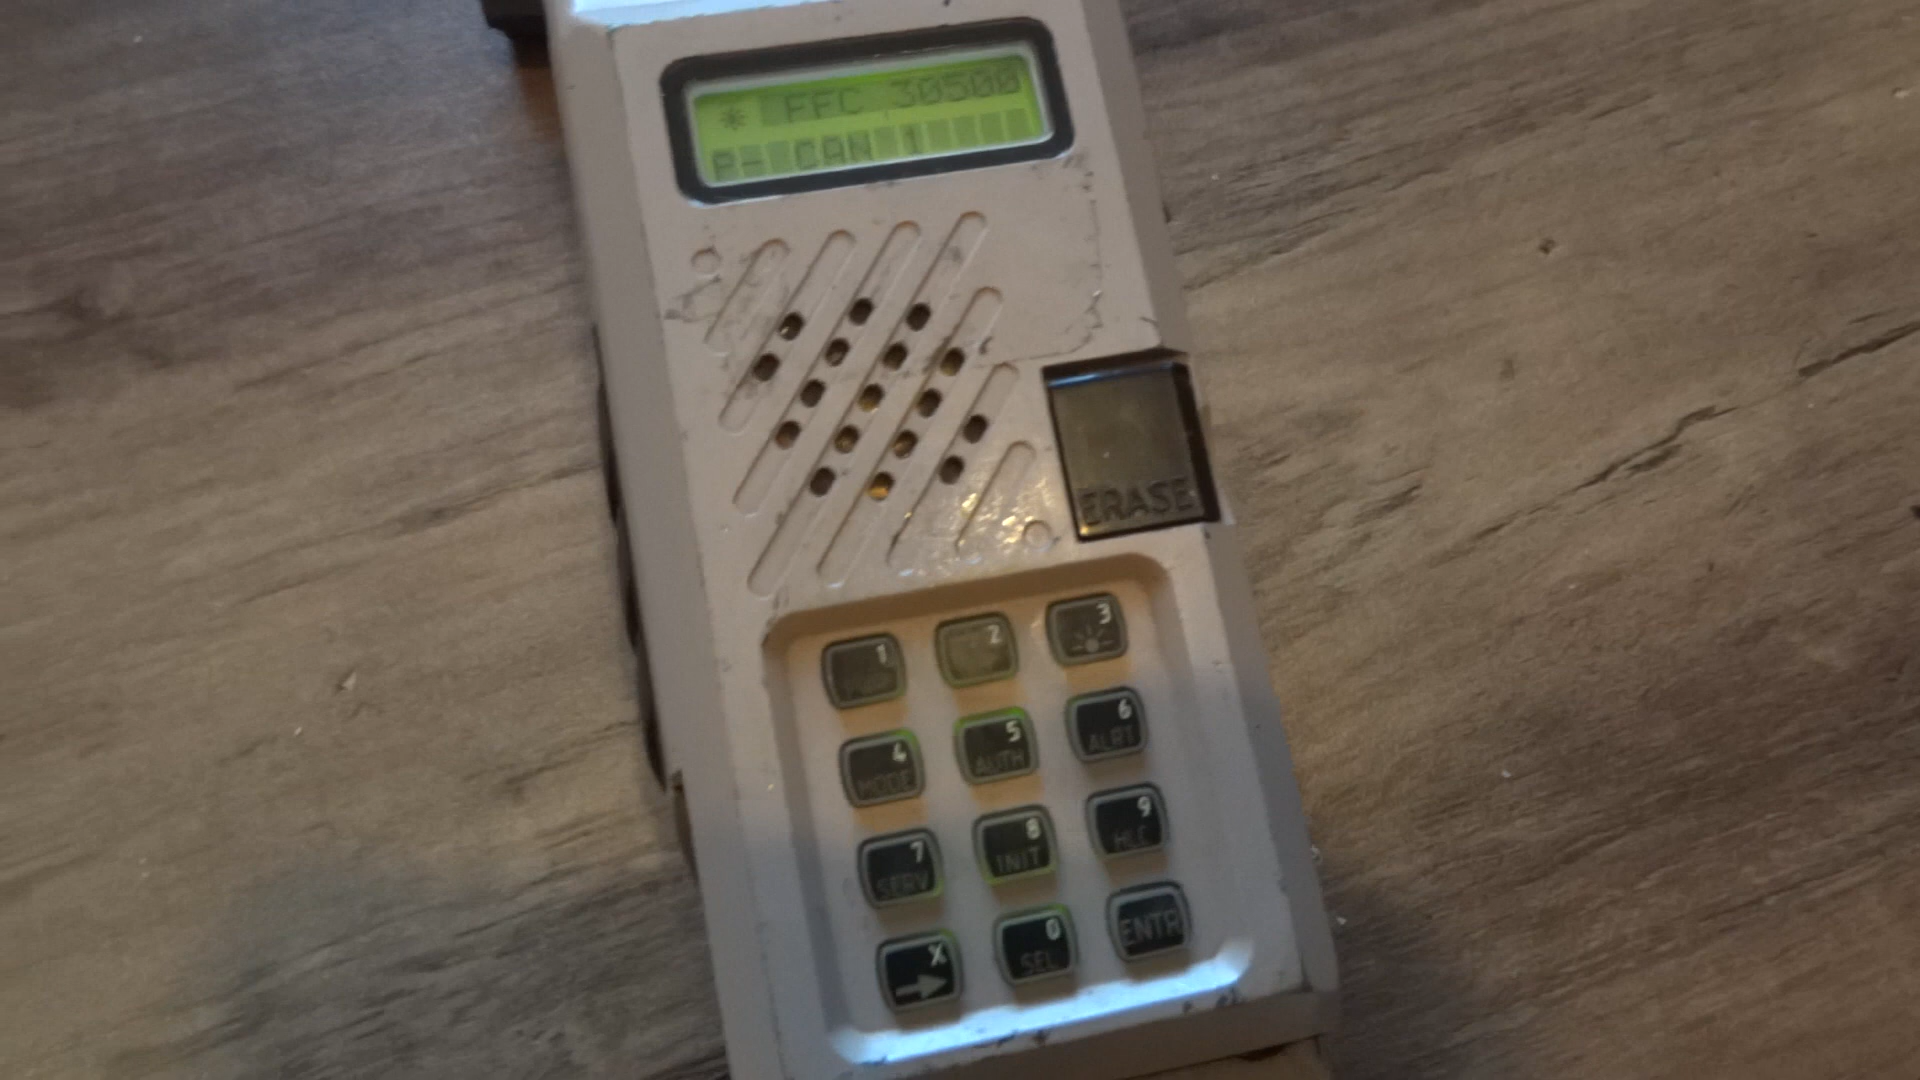 * FFC 30500
R- CAN 1
ERASE
1
2
3
4
MODE
5
AUTH
6
ALRT
7
SERV
8
INIT
9
HLC
X
0
SEL
ENTR